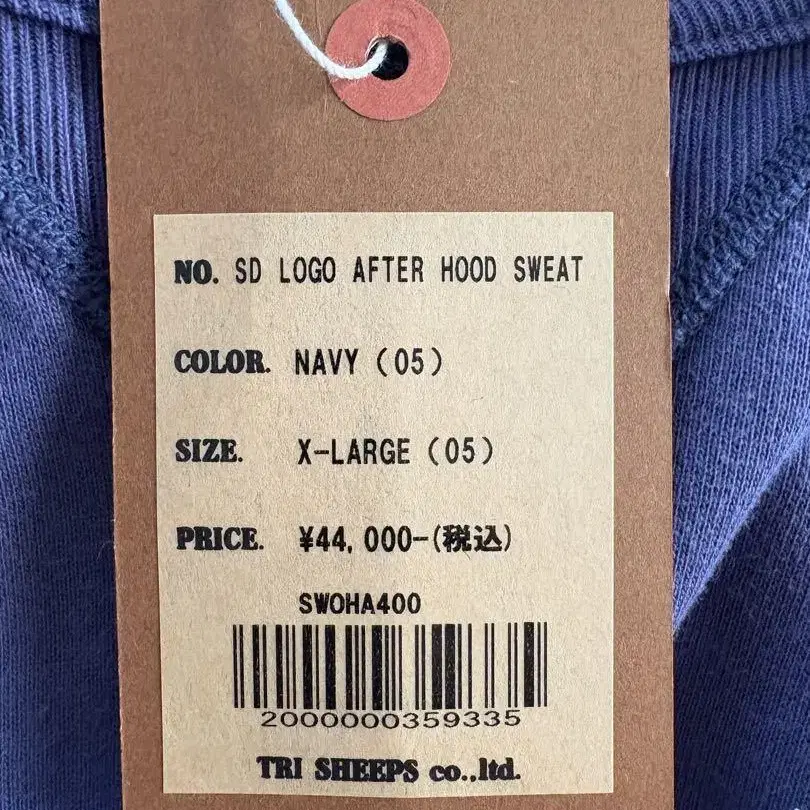 NO. SD LOGO AFTER HOOD SWEAT
COLOR. NAVY (05)
SIZE. X-LARGE (05)
PRICE. ¥44,000-(税込)
SWOHA400
2000000359335
TRI SHEEPS co.,ltd.